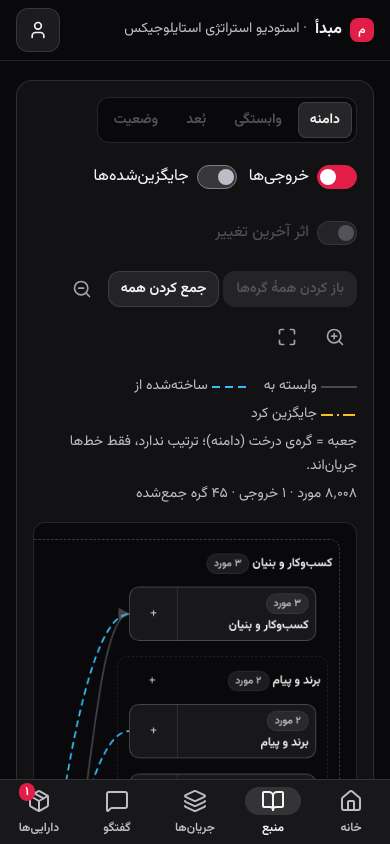 م مبدأ · استودیو استراتژی استایلوجیکس
دامنه وابستگی بُعد وضعیت
خروجی‌ها جایگزین‌شده‌ها
اثر آخرین تغییر
باز کردن همهٔ گره‌ها جمع کردن همه
وابسته به ساخته‌شده از
جایگزین کرد
جعبه = گره‌ی درخت (دامنه)؛ ترتیب ندارد، فقط خط‌ها
جریان‌اند.
۸٬۰۰۸ مورد · ۱ خروجی · ۴۵ گره جمع‌شده
کسب‌وکار و بنیان ۳ مورد
۳ مورد
کسب‌وکار و بنیان +
برند و پیام ۲ مورد +
۲ مورد
برند و پیام +
خانه منبع جریان‌ها گفتگو دارایی‌ها ۱